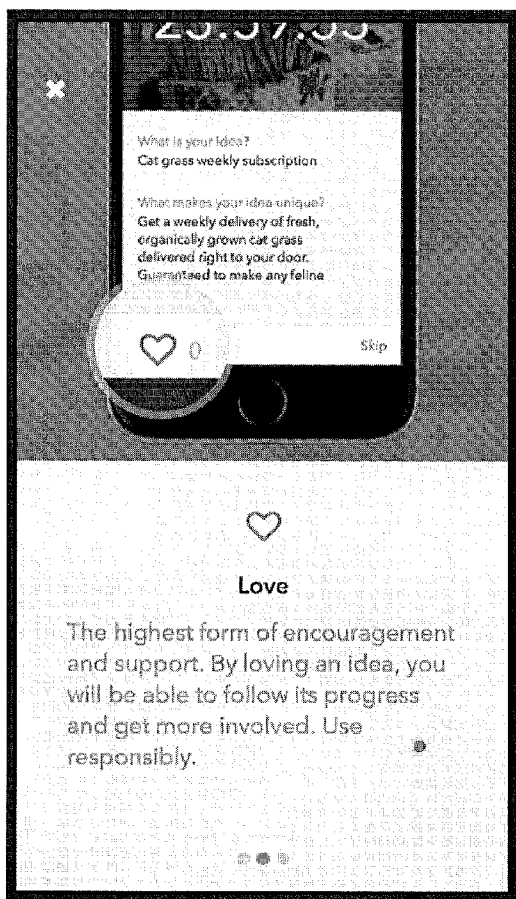 What is your Idea?
Cat grass weekly subscription
What makes your idea unique?
Get a weekly delivery of fresh,
organically grown cat grass
delivered right to your door.
Guaranteed to make any feline
0
Skip
Love
The highest form of encouragement
and support. By loving an idea, you
will be able to follow its progress
and get more involved. Use
responsibly.